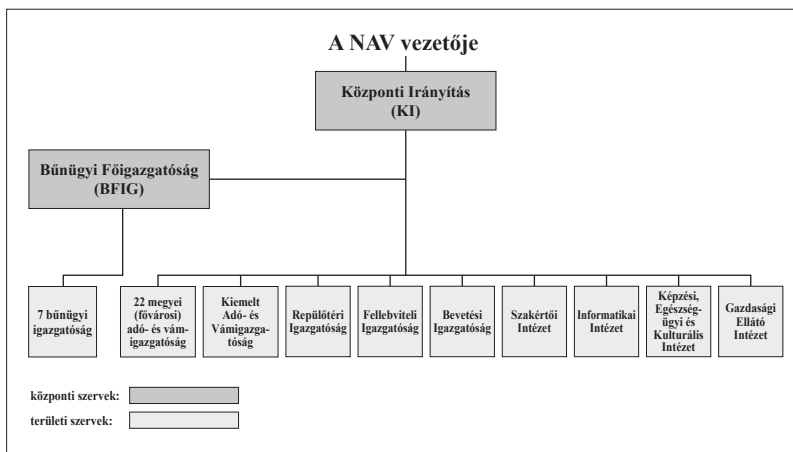 A NAV vezetője
Központi Irányítás
(KI)
Bűnügyi Főigazgatóság
(BFIG)
7 bűnügyi
igazgatóság
22 megyei
(fővárosi)
adó- és vám-
igazgatóság
Kiemelt
Adó- és
Vámigazga-
tóság
Repülőtéri
Igazgatóság
Fellebviteli
Igazgatóság
Bevetési
Igazgatóság
Szakértői
Intézet
Informatikai
Intézet
Képzési,
Egészség-
ügyi és
Kulturális
Intézet
Gazdasági
Ellátó
Intézet
központi szervek:
területi szervek: